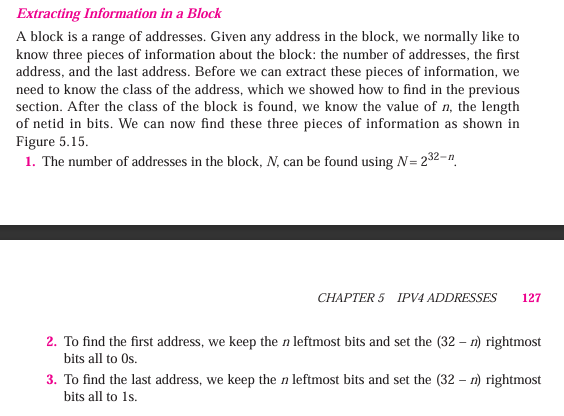 Extracting Information in a Block
A block is a range of addresses. Given any address in the block, we normally like to
know three pieces of information about the block: the number of addresses, the first
address, and the last address. Before we can extract these pieces of information, we
need to know the class of the address, which we showed how to find in the previous
section. After the class of the block is found, we know the value of n, the length
of netid in bits. We can now find these three pieces of information as shown in
Figure 5.15.
1. The number of addresses in the block, N, can be found using N = 2³²⁻ⁿ.
CHAPTER 5 IPV4 ADDRESSES 127
2. To find the first address, we keep the n leftmost bits and set the (32 – n) rightmost
bits all to 0s.
3. To find the last address, we keep the n leftmost bits and set the (32 – n) rightmost
bits all to 1s.